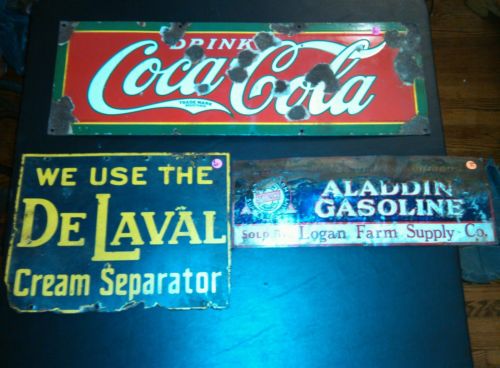 DRINK
Coca-Cola
TRADE MARK
WE USE THE
DE LAVAL
Cream Separator
ALADDIN
GASOLINE
SOLD BY Logan Farm Supply Co.